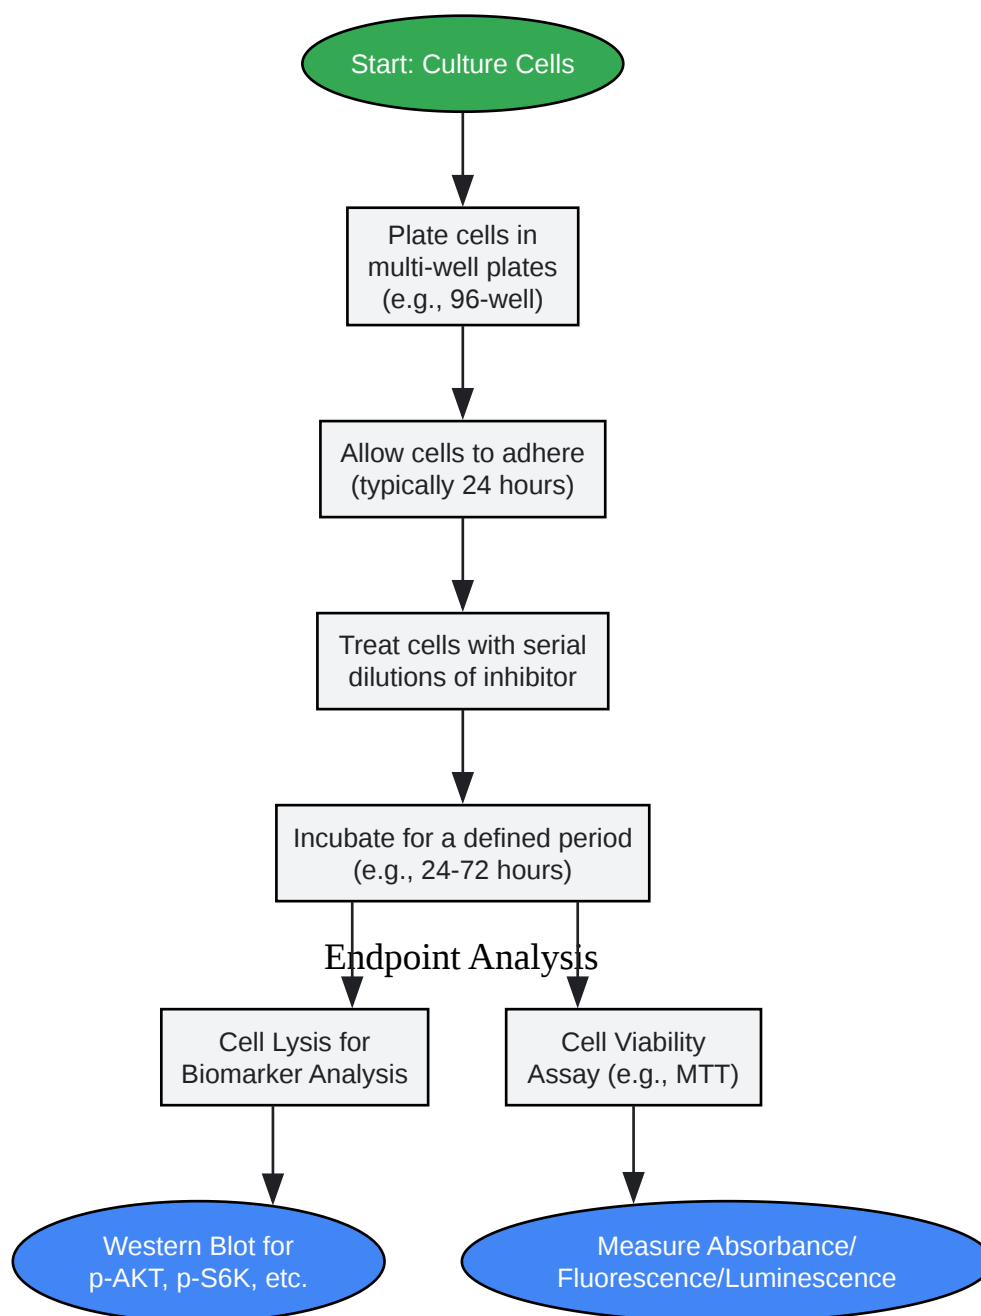 Start: Culture Cells
Plate cells in
multi-well plates
(e.g., 96-well)
Allow cells to adhere
(typically 24 hours)
Treat cells with serial
dilutions of inhibitor
Incubate for a defined period
(e.g., 24-72 hours)
Endpoint Analysis
Cell Lysis for
Biomarker Analysis
Cell Viability
Assay (e.g., MTT)
Western Blot for
p-AKT, p-S6K, etc.
Measure Absorbance/
Fluorescence/Luminescence